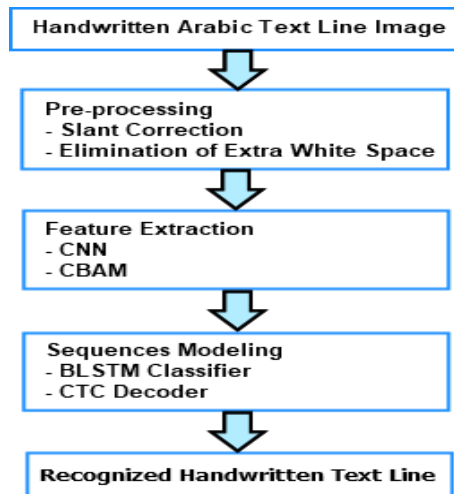 Handwritten Arabic Text Line Image
Pre-processing
- Slant Correction
- Elimination of Extra White Space
Feature Extraction
- CNN
- CBAM
Sequences Modeling
- BLSTM Classifier
- CTC Decoder
Recognized Handwritten Text Line